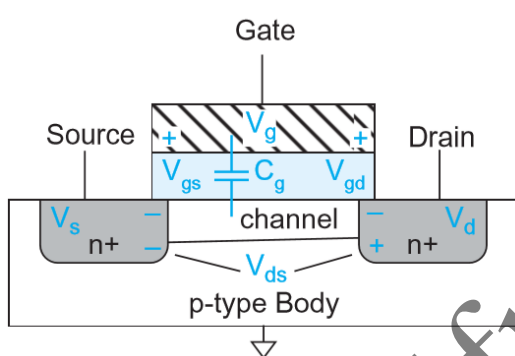 Gate
Source
+ Vg +
Drain
Vgs Cg Vgd
Vs − channel − Vd
n+ − + n+
Vds
p-type Body